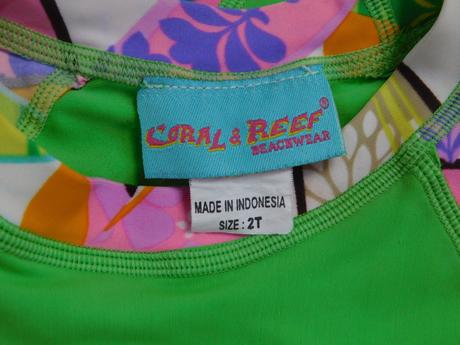 CORAL & REEF®
BEACHWEAR
MADE IN INDONESIA
SIZE: 2T